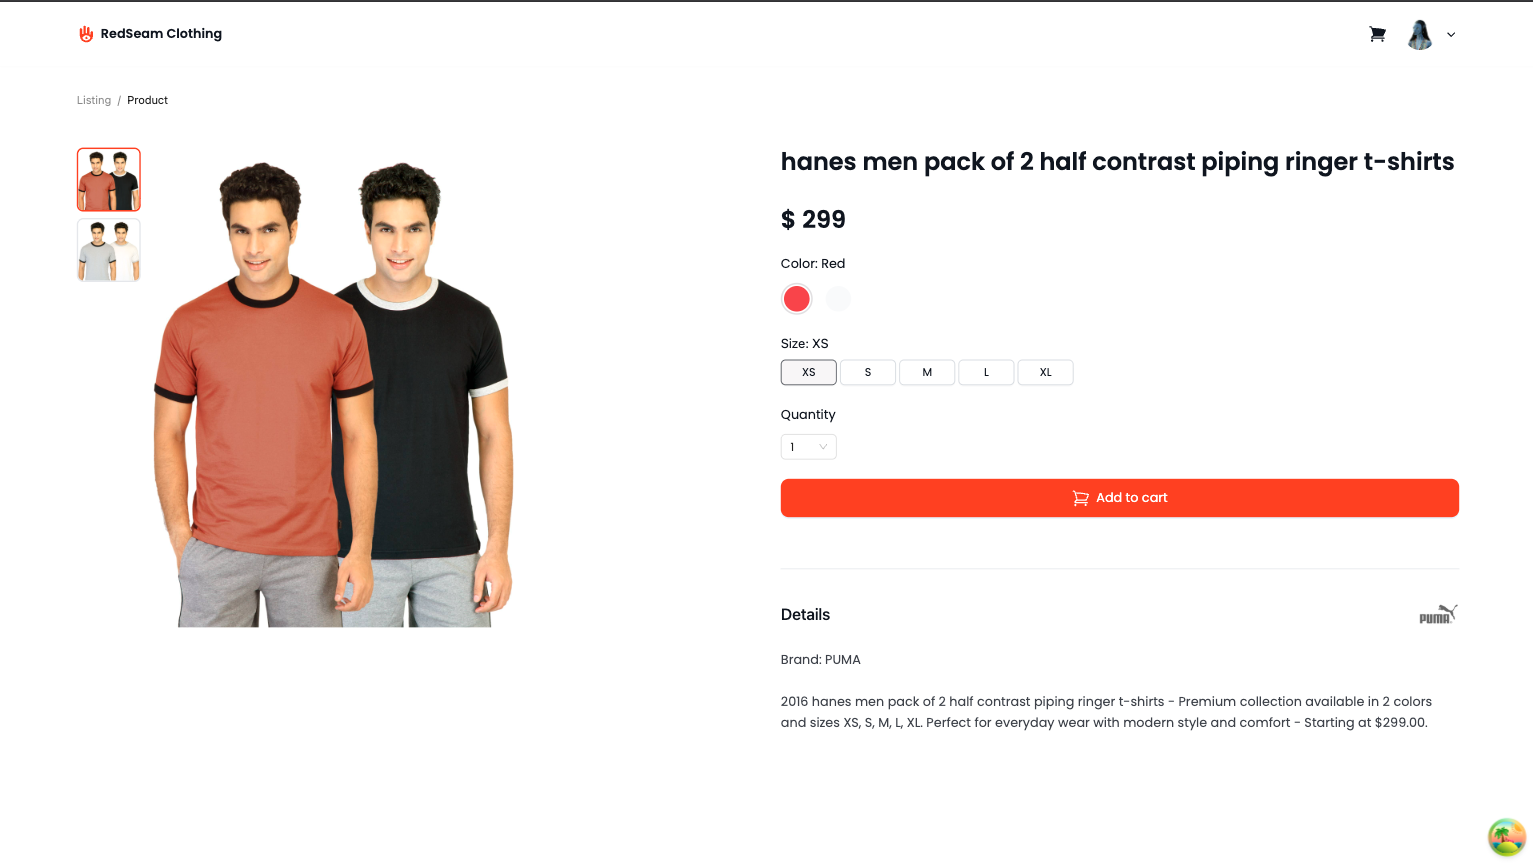 RedSeam Clothing
Listing / Product
hanes men pack of 2 half contrast piping ringer t-shirts
$ 299
Color: Red
Size: XS
XS S M L XL
Quantity
1
Add to cart
Details
PUMA
Brand: PUMA
2016 hanes men pack of 2 half contrast piping ringer t-shirts - Premium collection available in 2 colors
and sizes XS, S, M, L, XL. Perfect for everyday wear with modern style and comfort - Starting at $299.00.